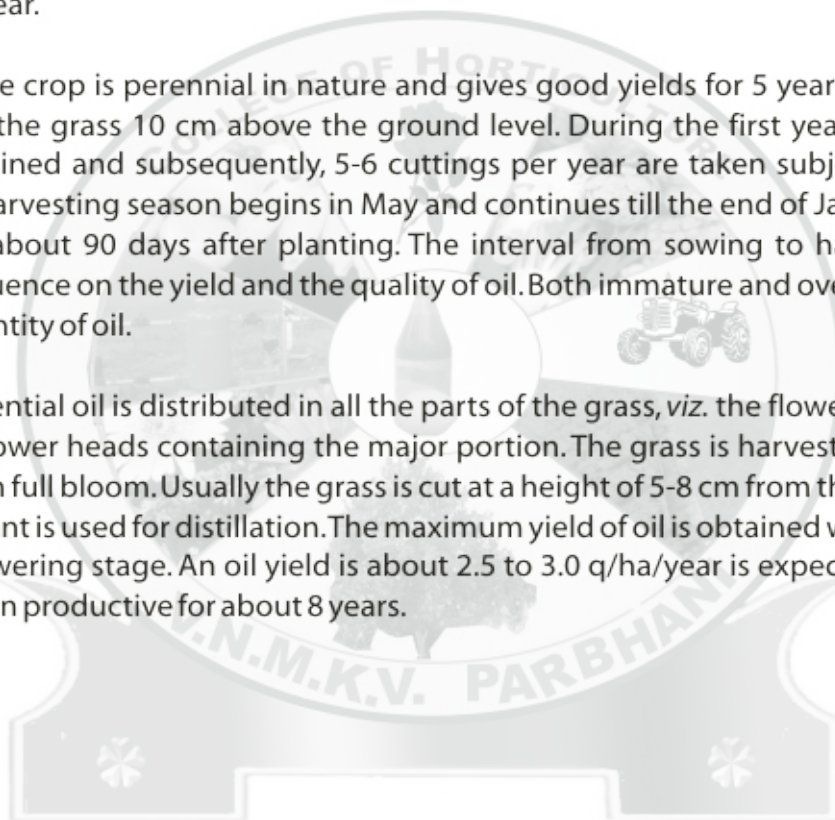 ear.
e crop is perennial in nature and gives good yields for 5 year
the grass 10 cm above the ground level. During the first yea
ined and subsequently, 5-6 cuttings per year are taken subj
arvesting season begins in May and continues till the end of Ja
about 90 days after planting. The interval from sowing to ha
uence on the yield and the quality of oil. Both immature and ove
ntity of oil.
ential oil is distributed in all the parts of the grass, viz. the flowe
ower heads containing the major portion. The grass is harvest
n full bloom. Usually the grass is cut at a height of 5-8 cm from th
nt is used for distillation. The maximum yield of oil is obtained w
wering stage. An oil yield is about 2.5 to 3.0 q/ha/year is expec
n productive for about 8 years.
COLLEGE OF HORTICULTURE
V.N.M.K.V. PARBHANI